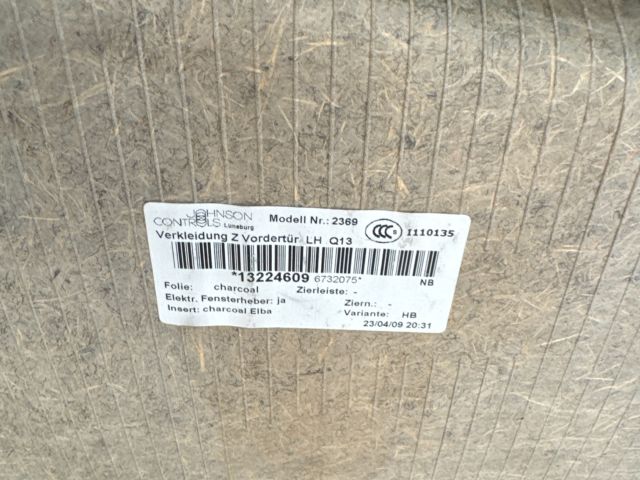 JOHNSON
CONTROLS Lüneburg
Modell Nr.: 2369
CCC S
I110135
Verkleidung Z Vordertür LH Q13
*13224609 6732075*
NB
Folie: charcoal Zierleiste: -
Elektr. Fensterheber: ja Ziern.: -
Insert: charcoal Elba Variante: HB
23/04/09 20:31